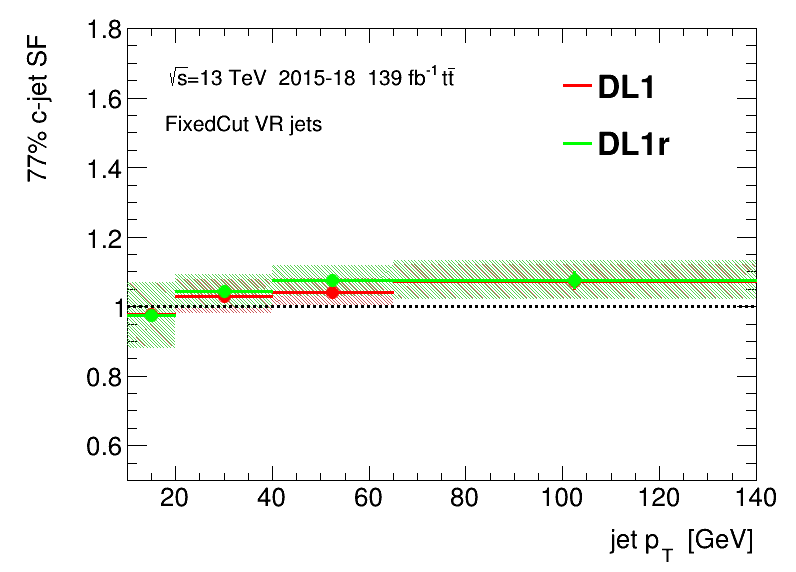 77% c-jet SF
1.8
1.6
1.4
1.2
1
0.8
0.6
√s=13 TeV 2015-18 139 fb⁻¹ tt̄
FixedCut VR jets
DL1
DL1r
20 40 60 80 100 120 140
jet p_T [GeV]